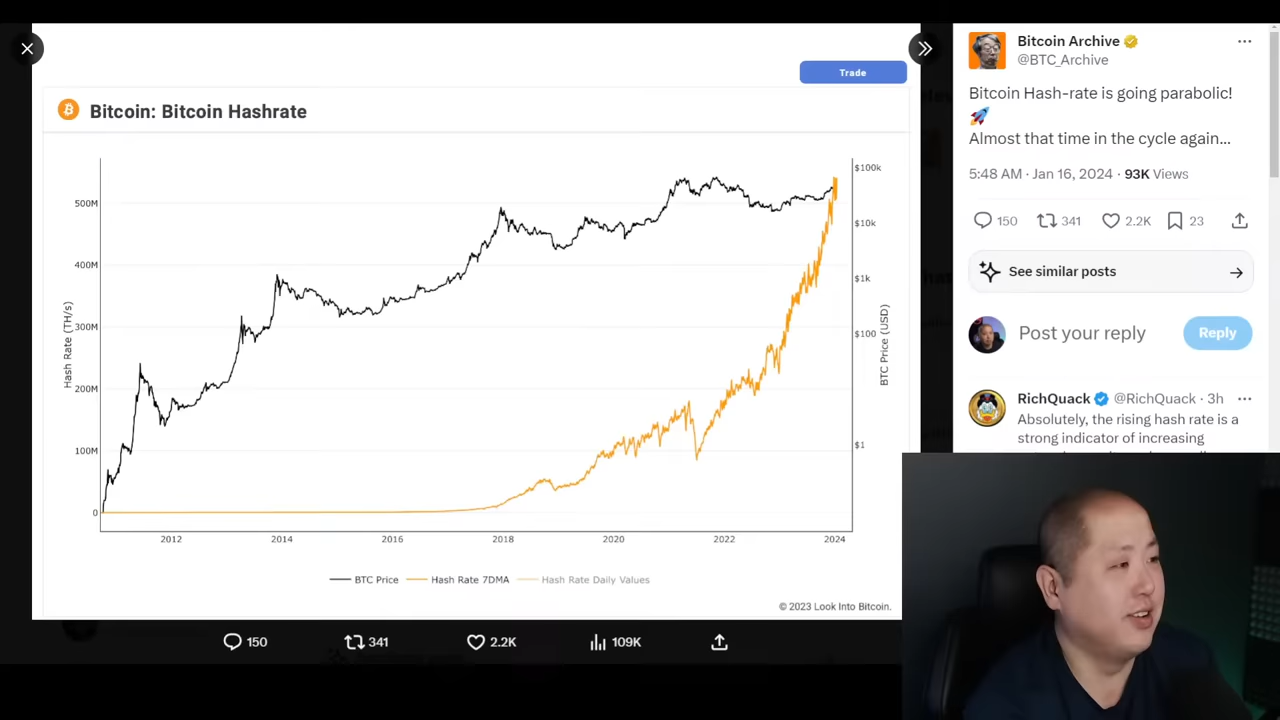 Trade
Bitcoin: Bitcoin Hashrate
Hash Rate (TH/s)
500M
400M
300M
200M
100M
0
$100k
$10k
$1k
$100
$1
BTC Price (USD)
2012
2014
2016
2018
2020
2022
2024
BTC Price
Hash Rate 7DMA
Hash Rate Daily Values
© 2023 Look Into Bitcoin.
150
341
2.2K
109K
Bitcoin Archive
@BTC_Archive
Bitcoin Hash-rate is going parabolic!
🚀
Almost that time in the cycle again...
5:48 AM · Jan 16, 2024 · 93K Views
150
341
2.2K
23
See similar posts
Post your reply
Reply
RichQuack @RichQuack · 3h
Absolutely, the rising hash rate is a
strong indicator of increasing